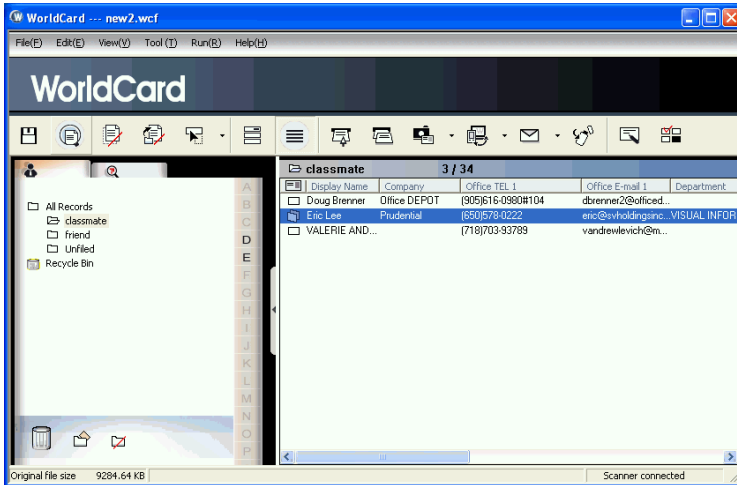 WorldCard --- new2.wcf
File(F) Edit(E) View(V) Tool (T) Run(R) Help(H)
WorldCard
classmate 3 / 34
Display Name Company Office TEL 1 Office E-mail 1 Department
Doug Brenner Office DEPOT (905)616-0980#104 dbrenner2@officed...
Eric Lee Prudential (650)578-0222 eric@svholdingsinc... VISUAL INFOR
VALERIE AND... (718)703-93789 vandrewlevich@m...
All Records
classmate
friend
Unfiled
Recycle Bin
A
B
C
D
E
F
G
H
I
J
K
L
M
N
O
P
Original file size 9284.64 KB Scanner connected